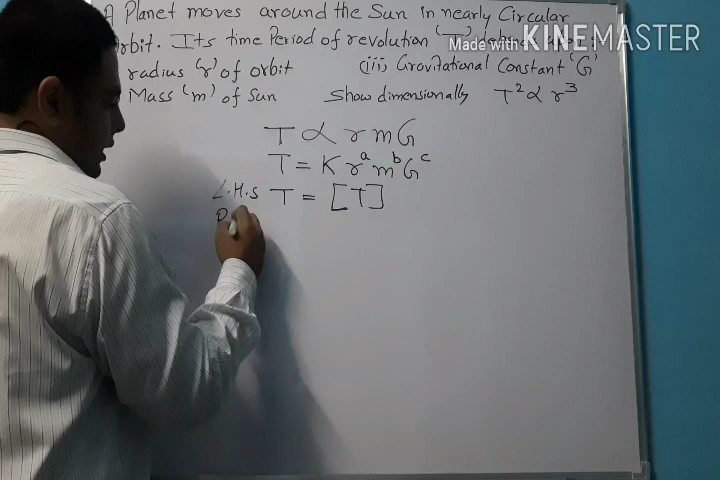 A Planet moves around the Sun in nearly Circular
Orbit. Its time Period of revolution 'T'
Made with KINEMASTER
radius 'r' of orbit (iii) Gravitational Constant 'G'
Mass 'm' of Sun Show dimensionally T² ∝ r³
T ∝ r m G
T = K r^a m^b G^c
L.H.S T = [T]